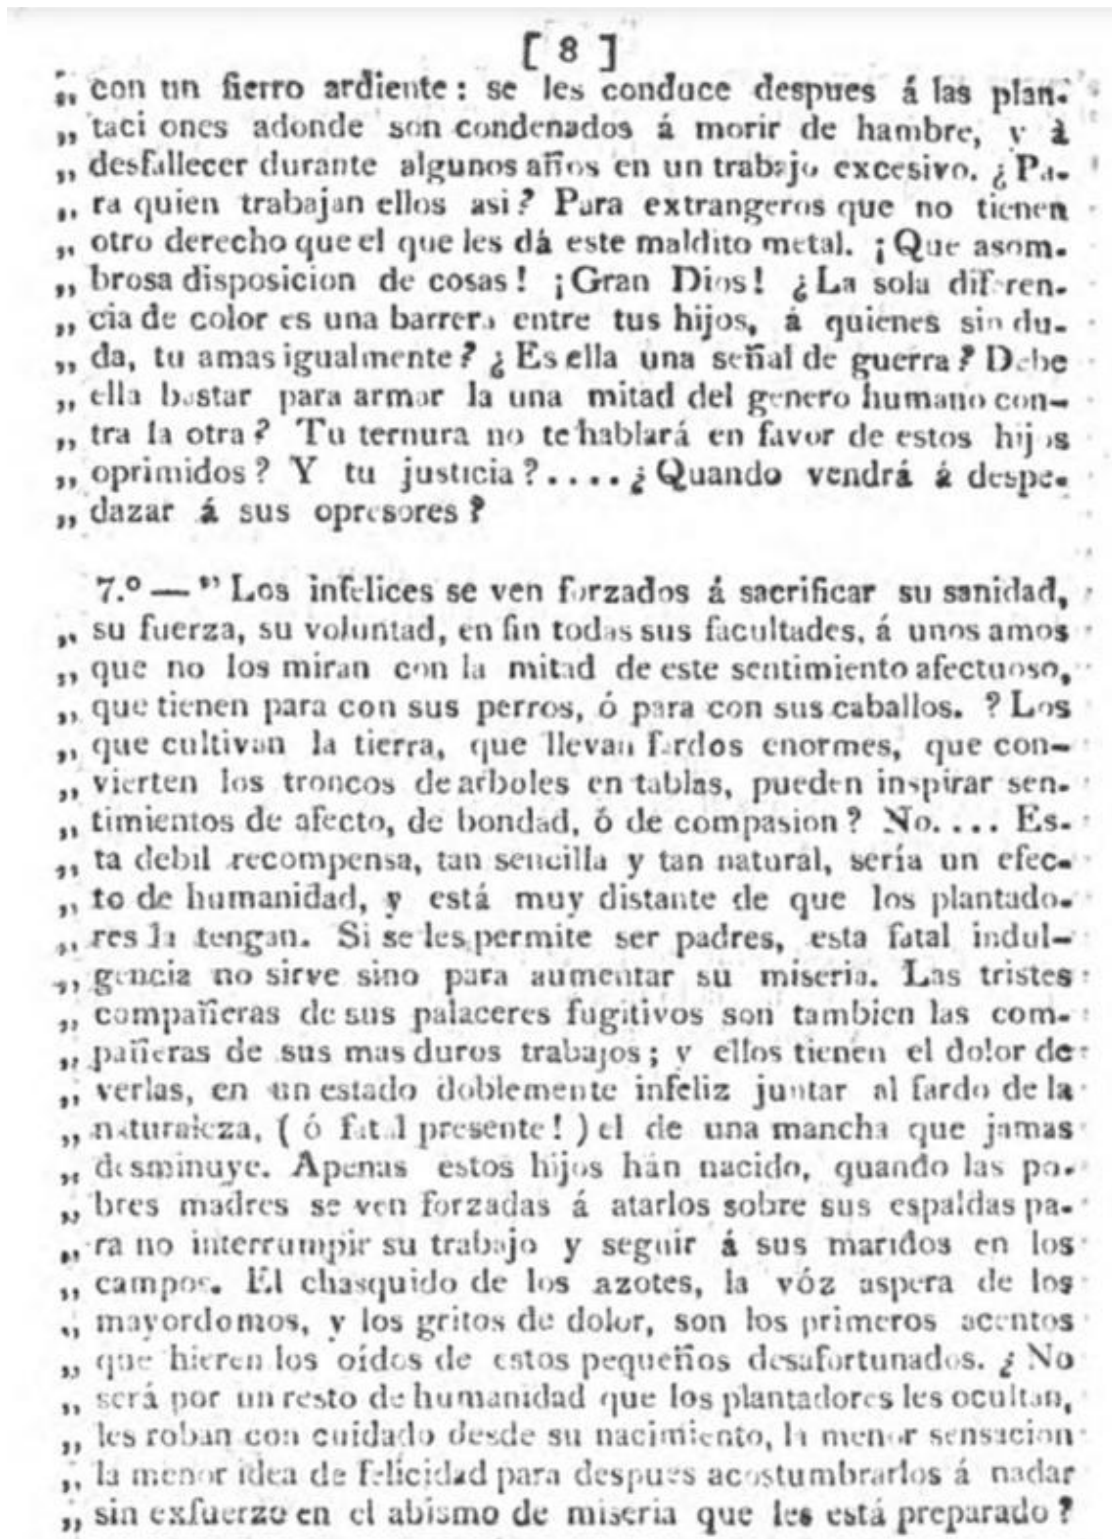 [ 8 ]
„ con un fierro ardiente : se les conduce despues á las plan-
„ taci ones adonde son condenados á morir de hambre, y à
„ desfallecer durante algunos años en un trabajo excesivo. ¿ Pa-
„ ra quien trabajan ellos asi ? Para extrangeros que no tienen
„ otro derecho que el que les dá este maldito metal. ¡ Que asom-
„ brosa disposicion de cosas ! ¡ Gran Dios ! ¿ La sola diferen-
„ cia de color es una barrera entre tus hijos, á quienes sin du-
„ da, tu amas igualmente ? ¿ Es ella una señal de guerra ? Debe
„ ella bastar para armar la una mitad del genero humano con-
„ tra la otra ? Tu ternura no te hablará en favor de estos hijos
„ oprimidos ? Y tu justicia ?.... ¿ Quando vendrá á despe-
„ dazar á sus opresores ?
7.º — " Los infelices se ven forzados á sacrificar su sanidad,
„ su fuerza, su voluntad, en fin todas sus facultades, á unos amos
„ que no los miran con la mitad de este sentimiento afectuoso,
„ que tienen para con sus perros, ó para con sus caballos. ? Los
„ que cultivan la tierra, que llevan fardos enormes, que con-
„ vierten los troncos de arboles en tablas, pueden inspirar sen-
„ timientos de afecto, de bondad, ó de compasion ? No.... Es-
„ ta debil recompensa, tan sencilla y tan natural, sería un efec-
„ to de humanidad, y está muy distante de que los plantado-
„ res la tengan. Si se les permite ser padres, esta fatal indul-
„ gencia no sirve sino para aumentar su miseria. Las tristes
„ compañeras de sus palaceres fugitivos son tambien las com-
„ pañeras de sus mas duros trabajos ; y ellos tienen el dolor de
„ verlas, en un estado doblemente infeliz juntar al fardo de la
„ naturaleza, ( ó fatal presente ! ) el de una mancha que jamas
„ desminuye. Apenas estos hijos han nacido, quando las po-
„ bres madres se ven forzadas á atarlos sobre sus espaldas pa-
„ ra no interrumpir su trabajo y seguir á sus maridos en los
„ campos. El chasquido de los azotes, la vóz aspera de los
„ mayordomos, y los gritos de dolor, son los primeros acentos
„ que hieren los oídos de estos pequeños desafortunados. ¿ No
„ será por un resto de humanidad que los plantadores les ocultan,
„ les roban con cuidado desde su nacimiento, la menor sensacion
„ la menor idea de felicidad para despues acostumbrarlos á nadar
„ sin exfuerzo en el abismo de miseria que les está preparado ?